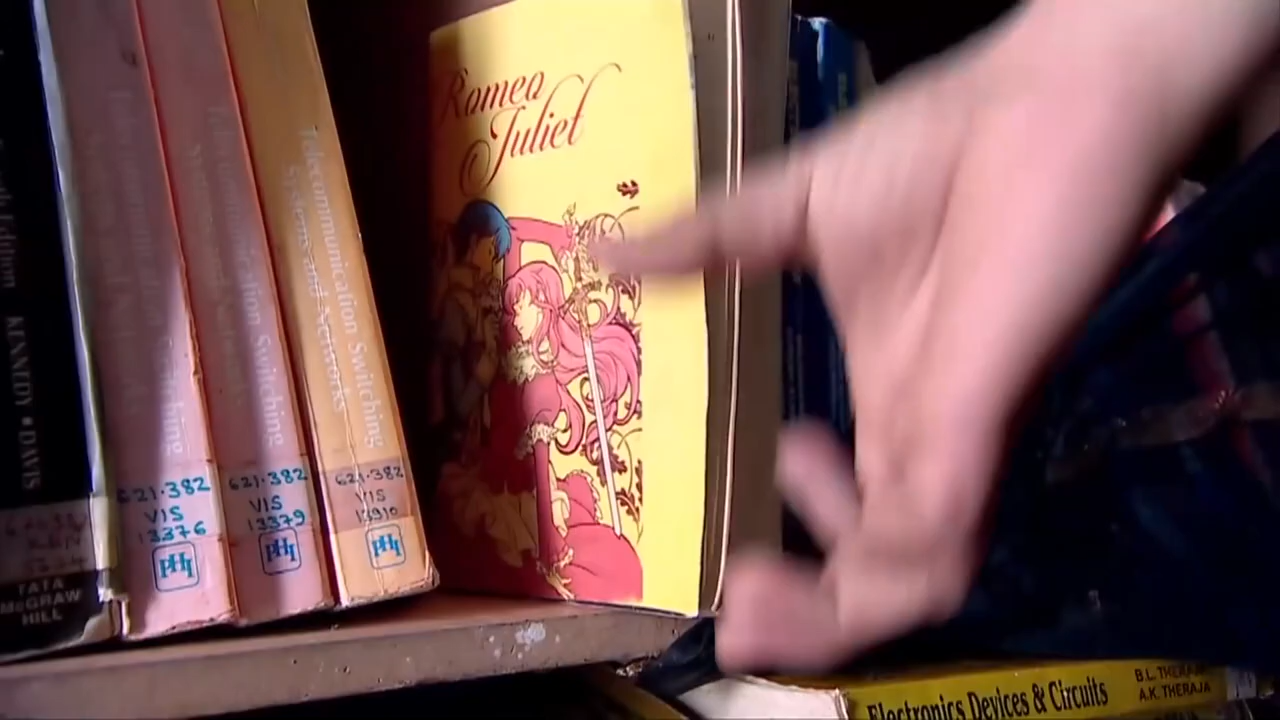 KENNEDY ▪ DAVIS
TATA
McGRAW
HILL
Switching
621.382
VIS
13376
PHI
Telecommunication Switching
621.382
VIS
13379
PHI
Telecommunication Switching
Systems and Networks
621.382
VIS
13910
PHI
Romeo
Juliet
Electronics Devices & Circuits
B.L. THERAJA
A.K. THERAJA